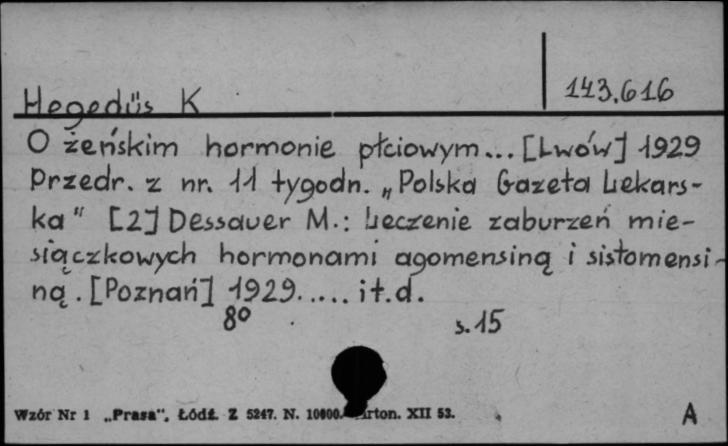 143.616
Hegedüs K
O żeńskim hormonie płciowym... [Lwów] 1929
Przedr. z nr. 11 tygodn. „Polska Gazeta Lekars-
ka" [2] Dessauer M.: Leczenie zaburzeń mie-
siączkowych hormonami agomensiną i sistomensi-
ną. [Poznań] 1929..... it.d.
8º s.15
Wzór Nr 1 „Prasa". Łódź. Z 5247. N. 10000. XII 53.
A